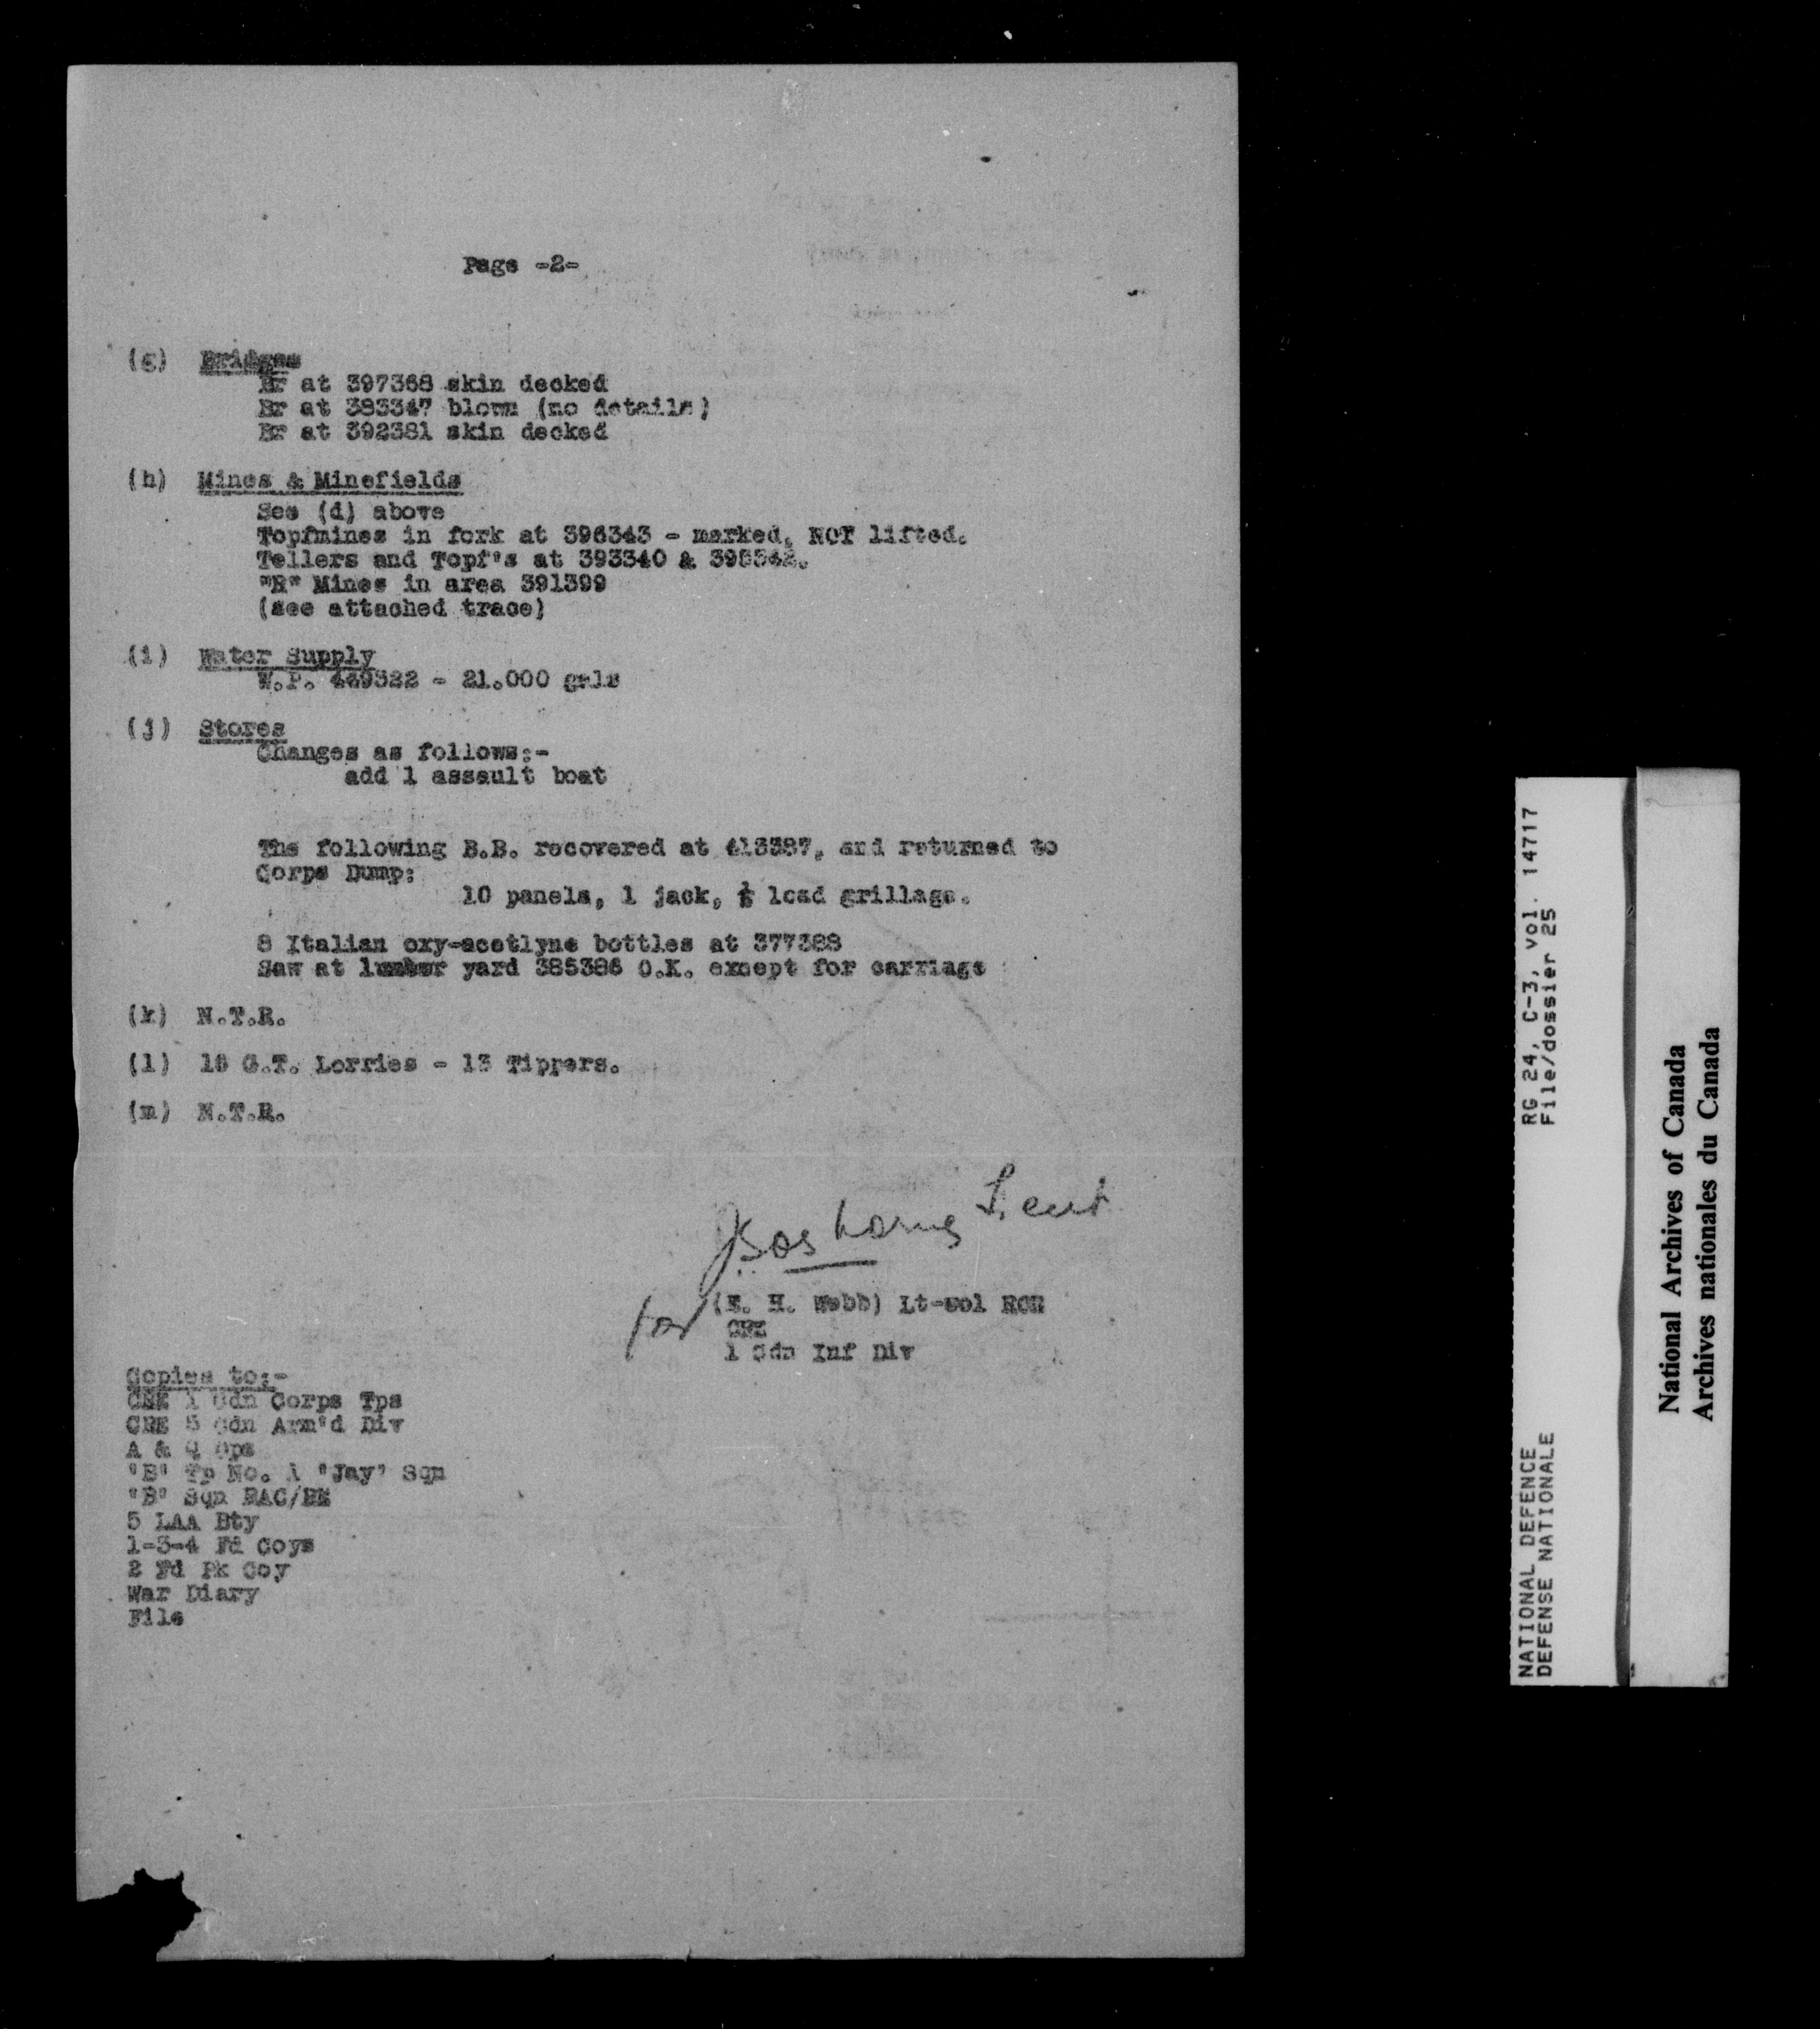 Page -2-
(g) Bridges
Br at 397368 skin decked
Br at 383347 blown (no details)
Br at 392381 skin decked
(h) Mines & Minefields
See (d) above
Topfmines in fork at 396343 - marked, NOT lifted.
Tellers and Topf's at 393340 & 395342.
"R" Mines in area 391399
(see attached trace)
(i) Water Supply
W.P. 449322 - 21.000 gals
(j) Stores
Changes as follows:-
add 1 assault boat
The following B.B. recovered at 413387, and returned to
Corps Dump:
10 panels, 1 jack, load grillage.
8 Italian oxy-acetlyne bottles at 377388
Saw at lumber yard 385386 O.K. except for carriage
(k) N.T.R.
(l) 18 G.T. Lorries - 13 Tippers.
(m) N.T.R.
Lieut
for (E. H. Webb) Lt-Col RCE
CRE
1 Cdn Inf Div
Copies to:-
CRE 1 Cdn Corps Tps
CRE 5 Cdn Arm'd Div
A & Q Ops
"B" Tp No. 1 "Jay" Sqn
"B" Sqn RAC/RE
5 LAA Bty
1-3-4 Fd Coys
2 Fd Pk Coy
War Diary
File
NATIONAL DEFENCE RG 24, C-3, vol. 14717
DEFENSE NATIONALE File/dossier 25
National Archives of Canada
Archives nationales du Canada